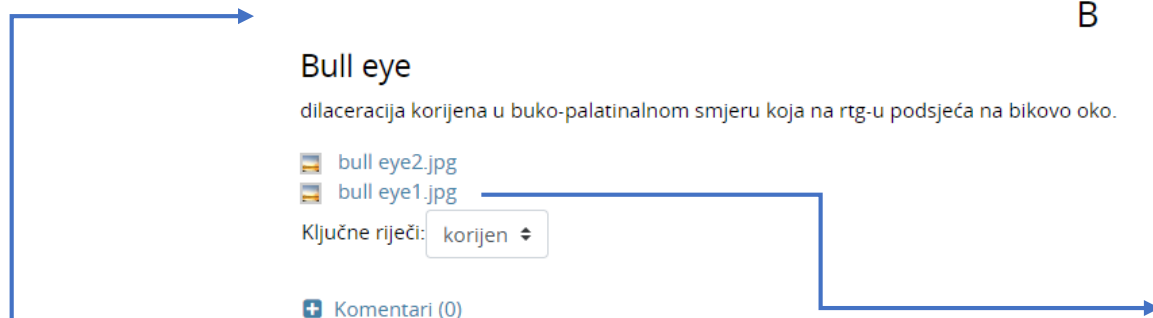 B
Bull eye
dilaceracija korijena u buko-palatinalnom smjeru koja na rtg-u podsjeća na bikovo oko.
bull eye2.jpg
bull eye1.jpg
Ključne riječi: korijen
Komentari (0)